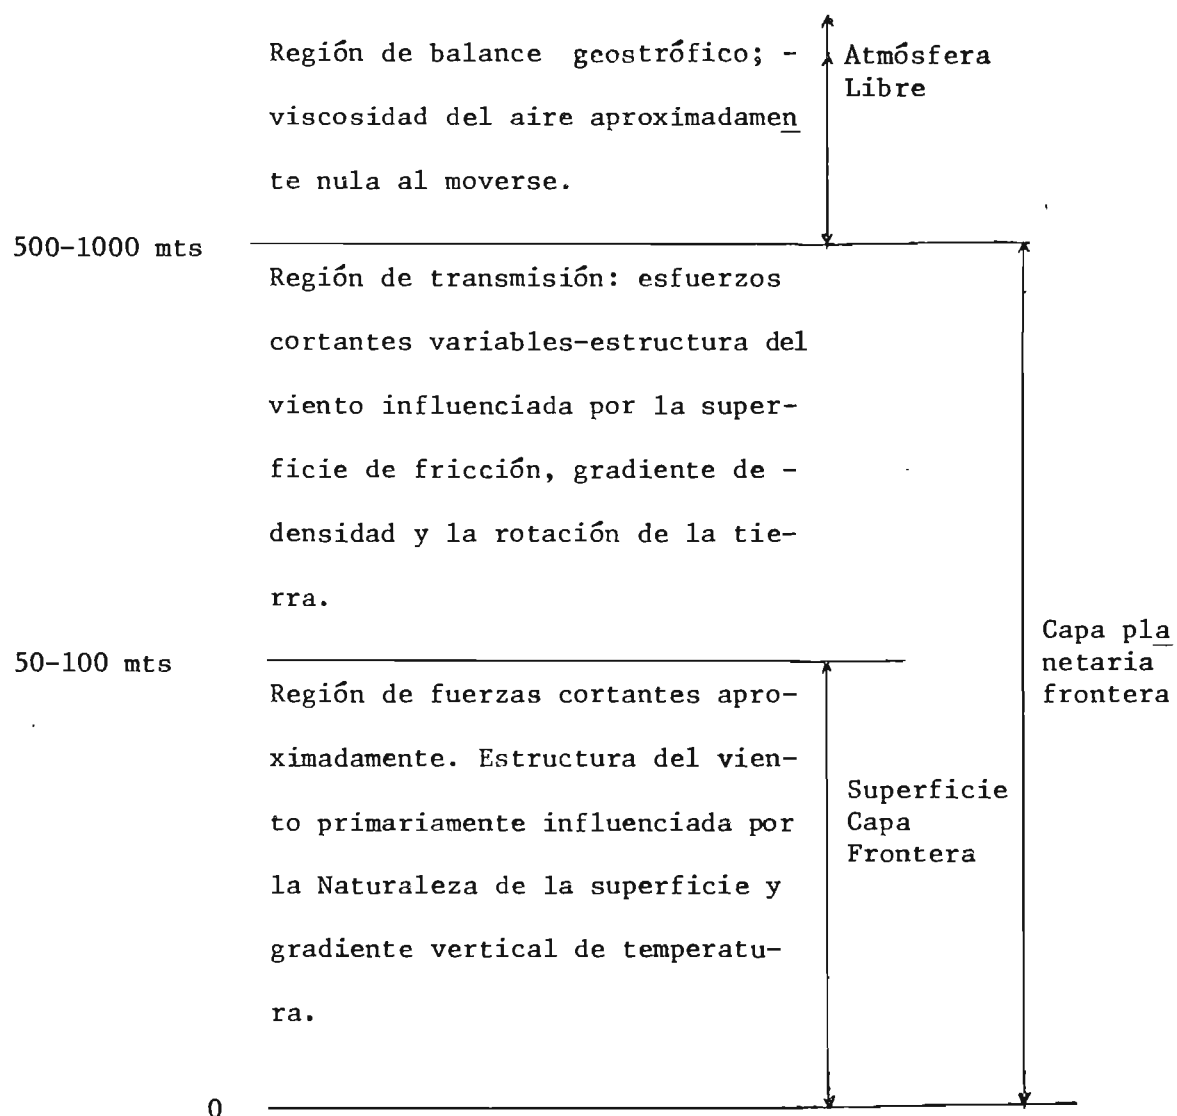 Región de balance geostrófico; -
viscosidad del aire aproximadamen
te nula al moverse.
Atmósfera
Libre
500-1000 mts
Región de transmisión: esfuerzos
cortantes variables-estructura del
viento influenciada por la super-
ficie de fricción, gradiente de -
densidad y la rotación de la tie-
rra.
Capa pla
netaria
frontera
50-100 mts
Región de fuerzas cortantes apro-
ximadamente. Estructura del vien-
to primariamente influenciada por
la Naturaleza de la superficie y
gradiente vertical de temperatu-
ra.
Superficie
Capa
Frontera
0